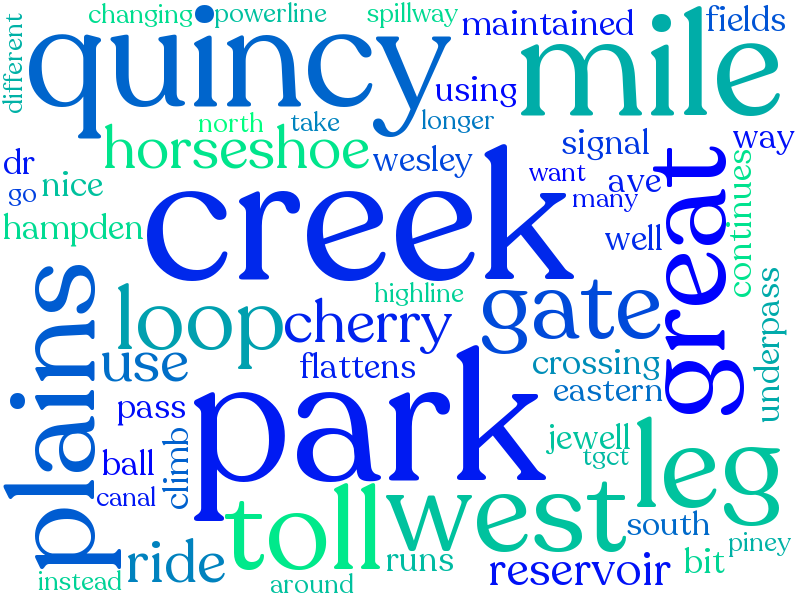 different
changing
powerline
spillway
maintained
fields
quincy
mile
using
north
take
longer
horseshoe
signal
way
dr
go
nice
wesley
want
ave
many
great
continues
hampden
creek
well
plains
loop
highline
gate
cherry
underpass
use
flattens
crossing
eastern
pass
park
climb
ball
canal
jewell
tgct
leg
toll
west
south
ride
runs
reservoir
bit
piney
instead
around